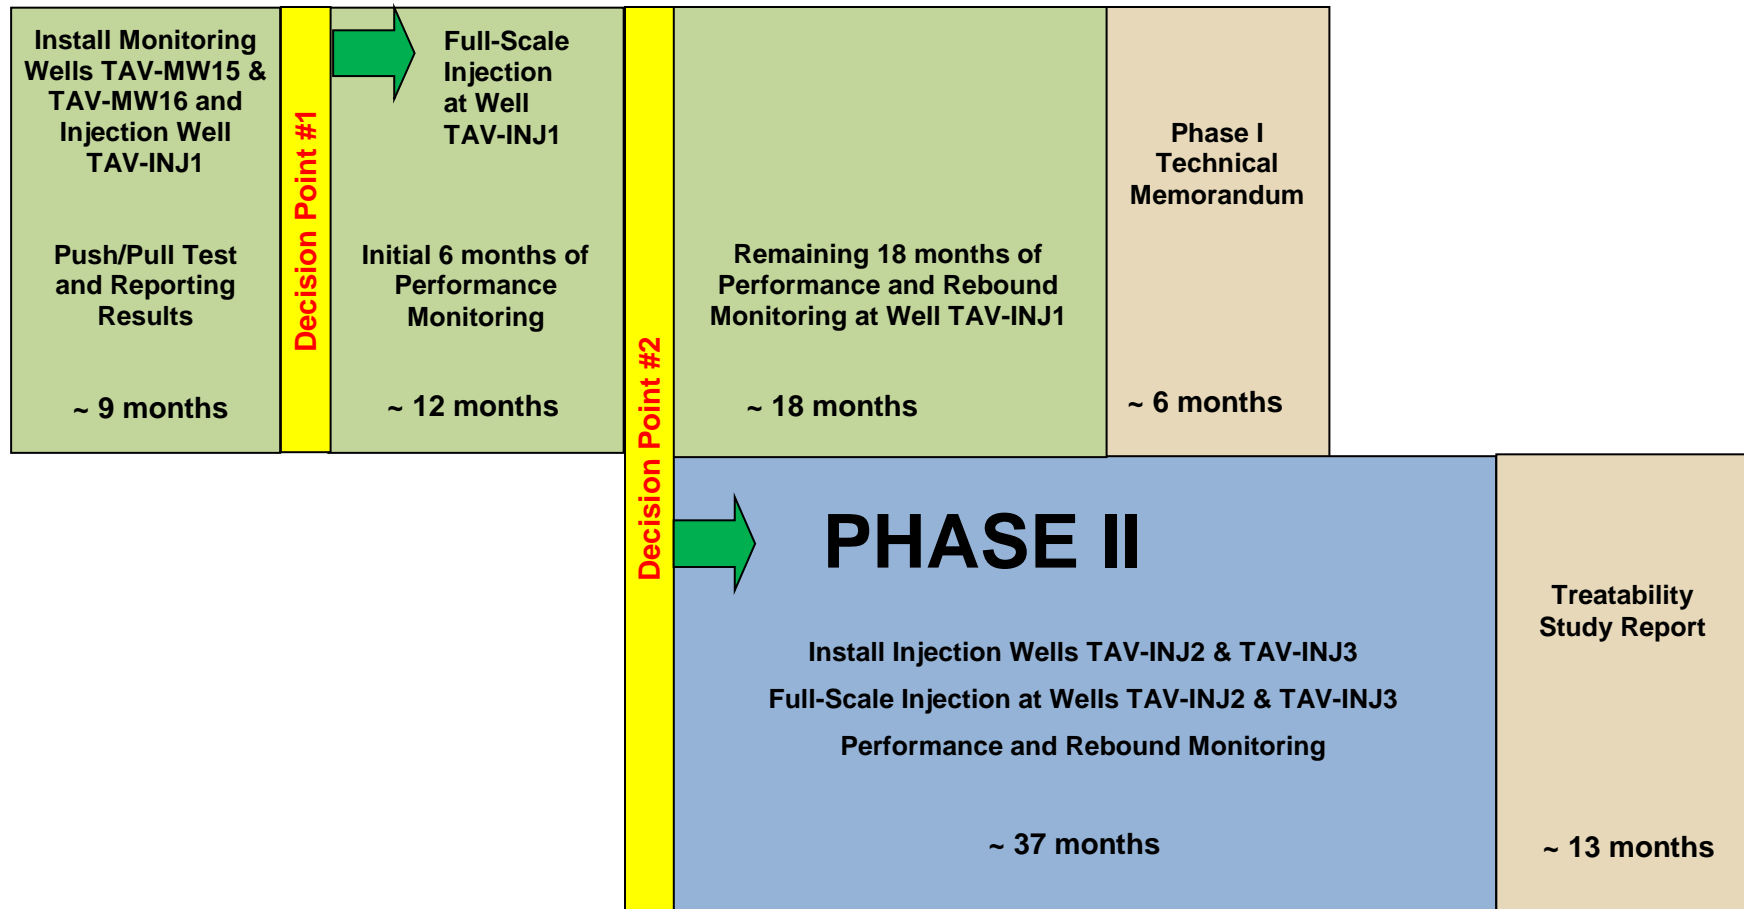 Install Monitoring
Wells TAV-MW15 &
TAV-MW16 and
Injection Well
TAV-INJ1
Push/Pull Test
and Reporting
Results
~ 9 months
Decision Point #1
Full-Scale
Injection
at Well
TAV-INJ1
Initial 6 months of
Performance
Monitoring
~ 12 months
Decision Point #2
Remaining 18 months of
Performance and Rebound
Monitoring at Well TAV-INJ1
~ 18 months
Phase I
Technical
Memorandum
~ 6 months
PHASE II
Install Injection Wells TAV-INJ2 & TAV-INJ3
Full-Scale Injection at Wells TAV-INJ2 & TAV-INJ3
Performance and Rebound Monitoring
~ 37 months
Treatability
Study Report
~ 13 months